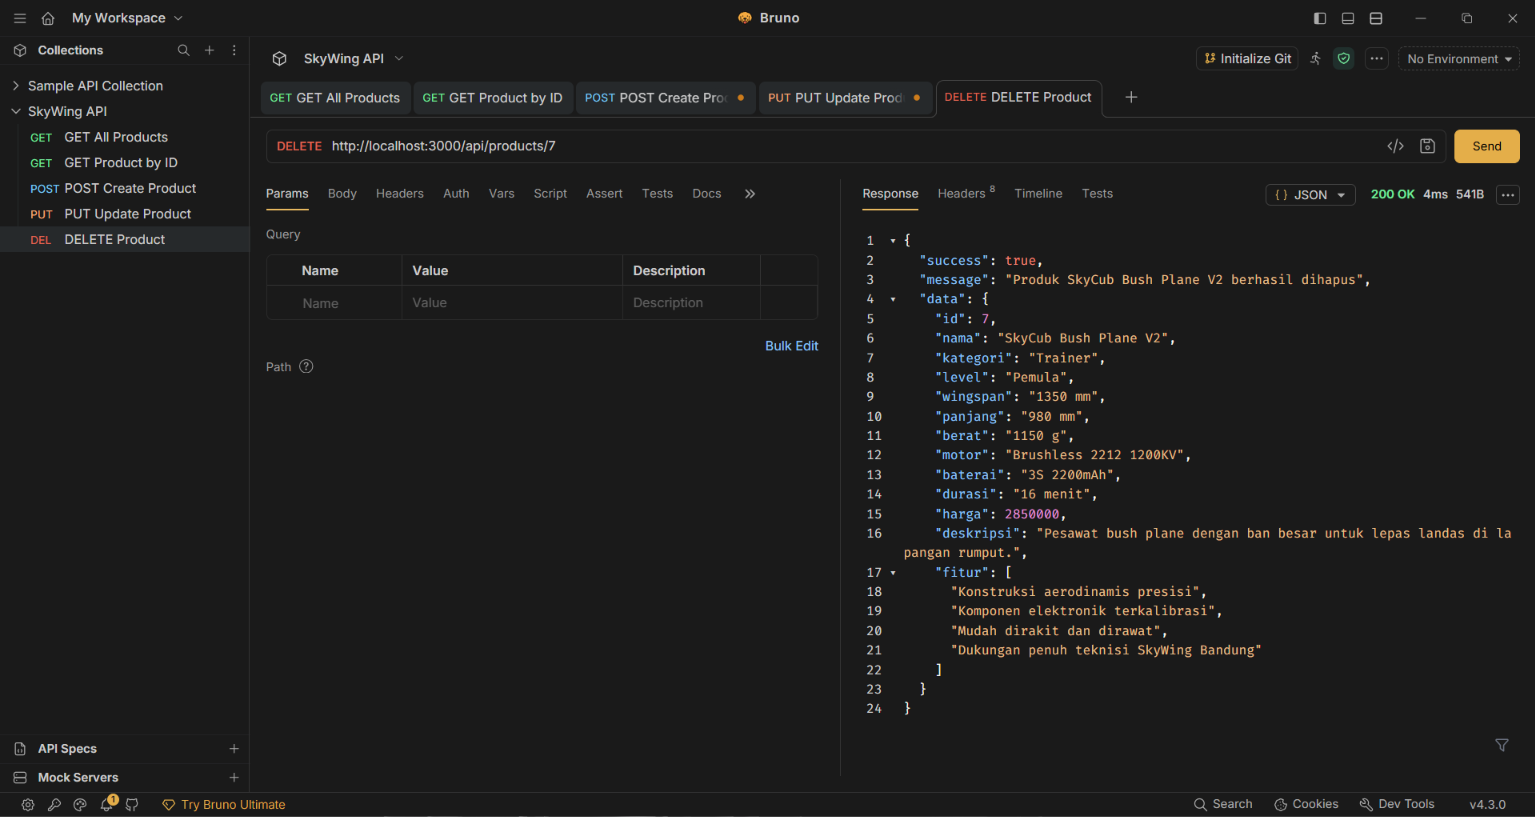 My Workspace
Bruno
Collections
SkyWing API
Initialize Git
No Environment
Sample API Collection
SkyWing API
GET GET All Products
GET GET Product by ID
POST POST Create Product
PUT PUT Update Product
DEL DELETE Product
GET GET All Products
GET GET Product by ID
POST POST Create Pro
PUT PUT Update Prod
DELETE DELETE Product
DELETE http://localhost:3000/api/products/7
Send
Params Body Headers Auth Vars Script Assert Tests Docs
Query
Name Value Description
Name Value Description
Bulk Edit
Path ?
Response Headers 8 Timeline Tests
{ } JSON 200 OK 4ms 541B
1 {
2 "success": true,
3 "message": "Produk SkyCub Bush Plane V2 berhasil dihapus",
4 "data": {
5 "id": 7,
6 "nama": "SkyCub Bush Plane V2",
7 "kategori": "Trainer",
8 "level": "Pemula",
9 "wingspan": "1350 mm",
10 "panjang": "980 mm",
11 "berat": "1150 g",
12 "motor": "Brushless 2212 1200KV",
13 "baterai": "3S 2200mAh",
14 "durasi": "16 menit",
15 "harga": 2850000,
16 "deskripsi": "Pesawat bush plane dengan ban besar untuk lepas landas di la
pangan rumput.",
17 "fitur": [
18 "Konstruksi aerodinamis presisi",
19 "Komponen elektronik terkalibrasi",
20 "Mudah dirakit dan dirawat",
21 "Dukungan penuh teknisi SkyWing Bandung"
22 ]
23 }
24 }
API Specs
Mock Servers
1
Try Bruno Ultimate
Search
Cookies
Dev Tools
v4.3.0